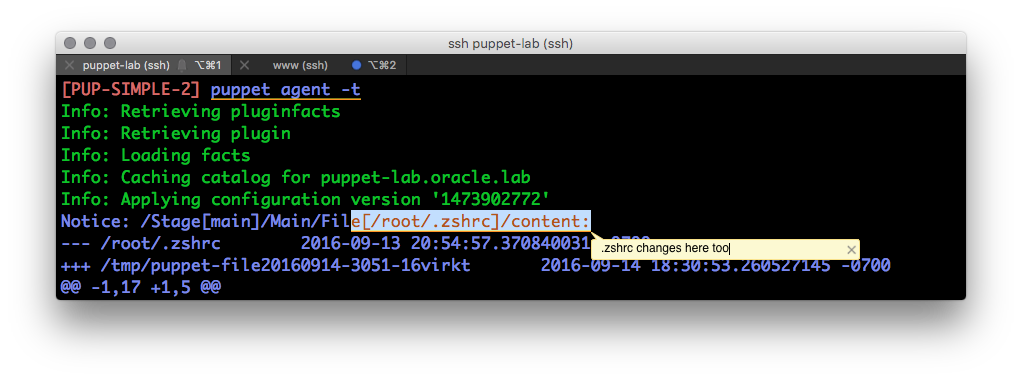 ssh puppet-lab (ssh)
puppet-lab (ssh) ⌥⌘1 www (ssh) ⌥⌘2
[PUP-SIMPLE-2] puppet agent -t
Info: Retrieving pluginfacts
Info: Retrieving plugin
Info: Loading facts
Info: Caching catalog for puppet-lab.oracle.lab
Info: Applying configuration version '1473902772'
Notice: /Stage[main]/Main/File[/root/.zshrc]/content:
--- /root/.zshrc 2016-09-13 20:54:57.370840031
.zshrc changes here too
+++ /tmp/puppet-file20160914-3051-16virkt 2016-09-14 18:30:53.260527145 -0700
@@ -1,17 +1,5 @@